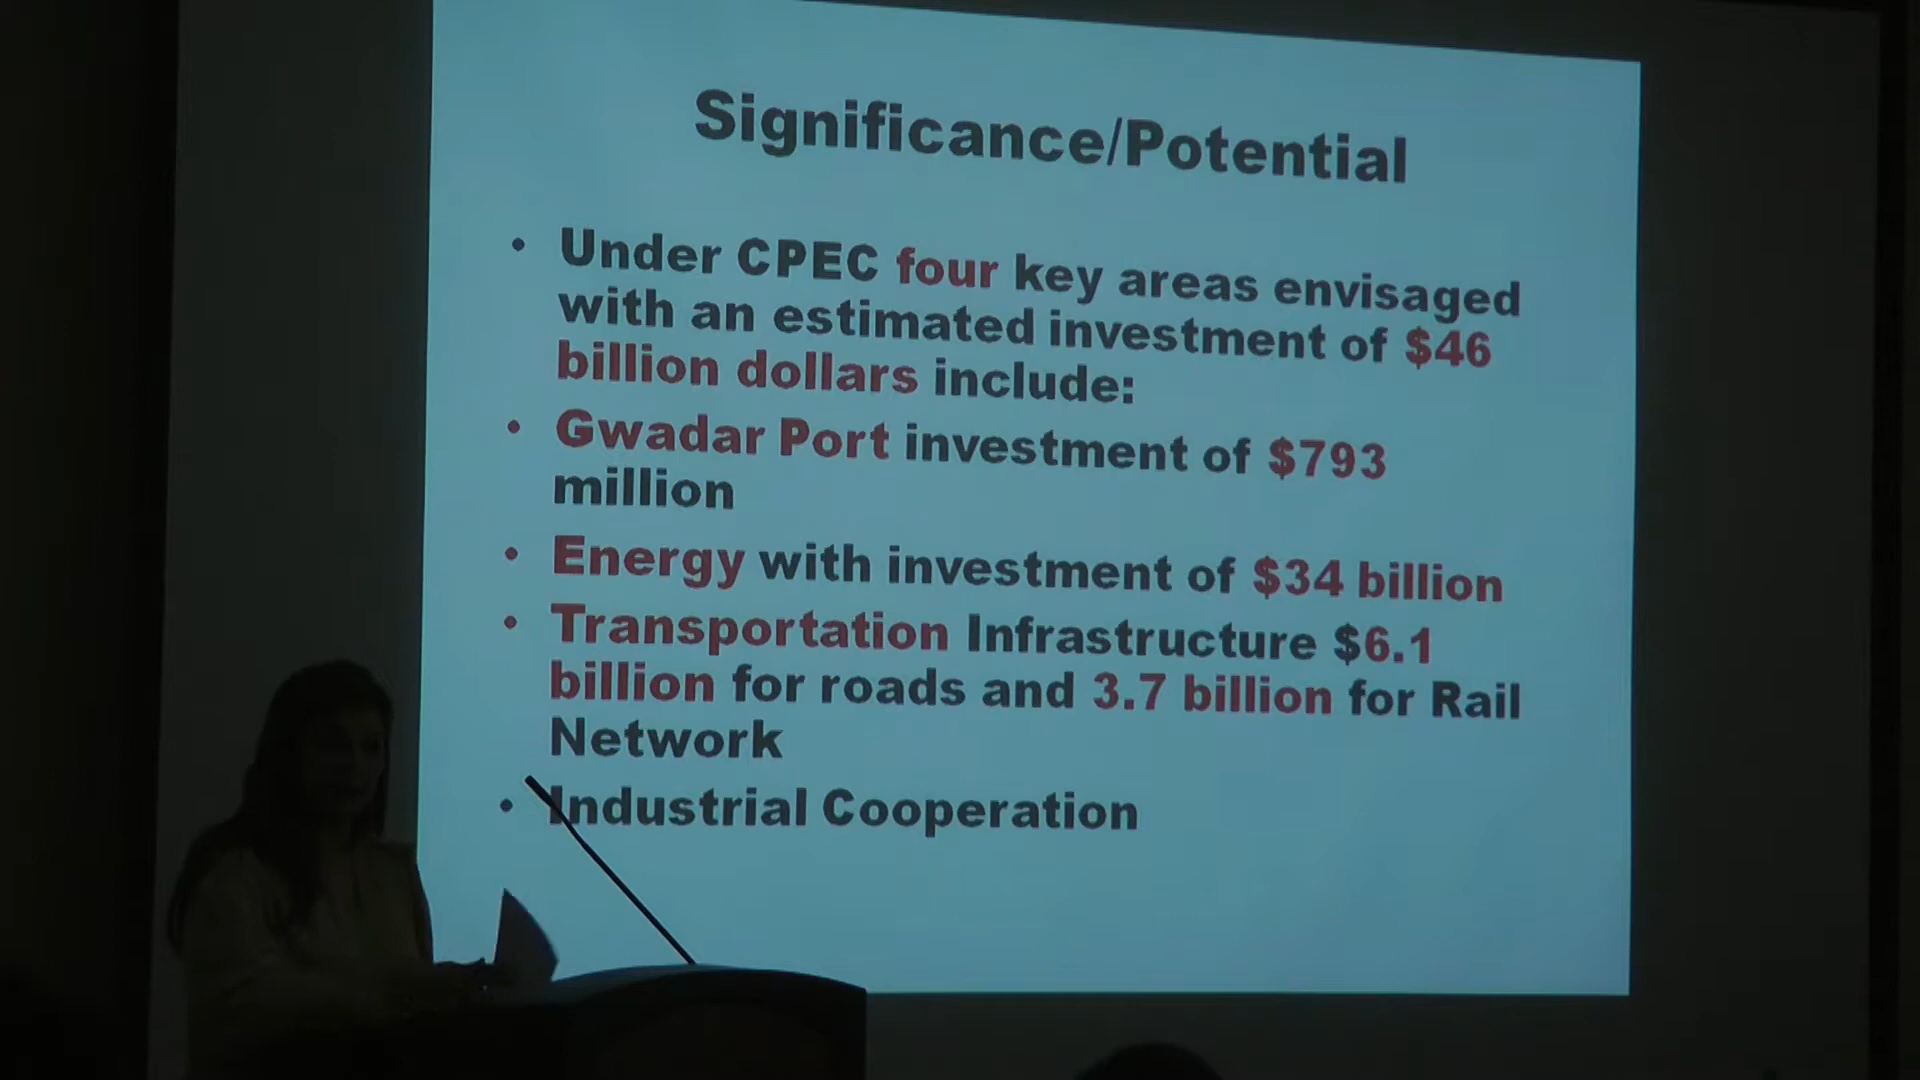 Significance/Potential
• Under CPEC four key areas envisaged
with an estimated investment of $46
billion dollars include:
• Gwadar Port investment of $793
million
• Energy with investment of $34 billion
• Transportation Infrastructure $6.1
billion for roads and 3.7 billion for Rail
Network
• Industrial Cooperation